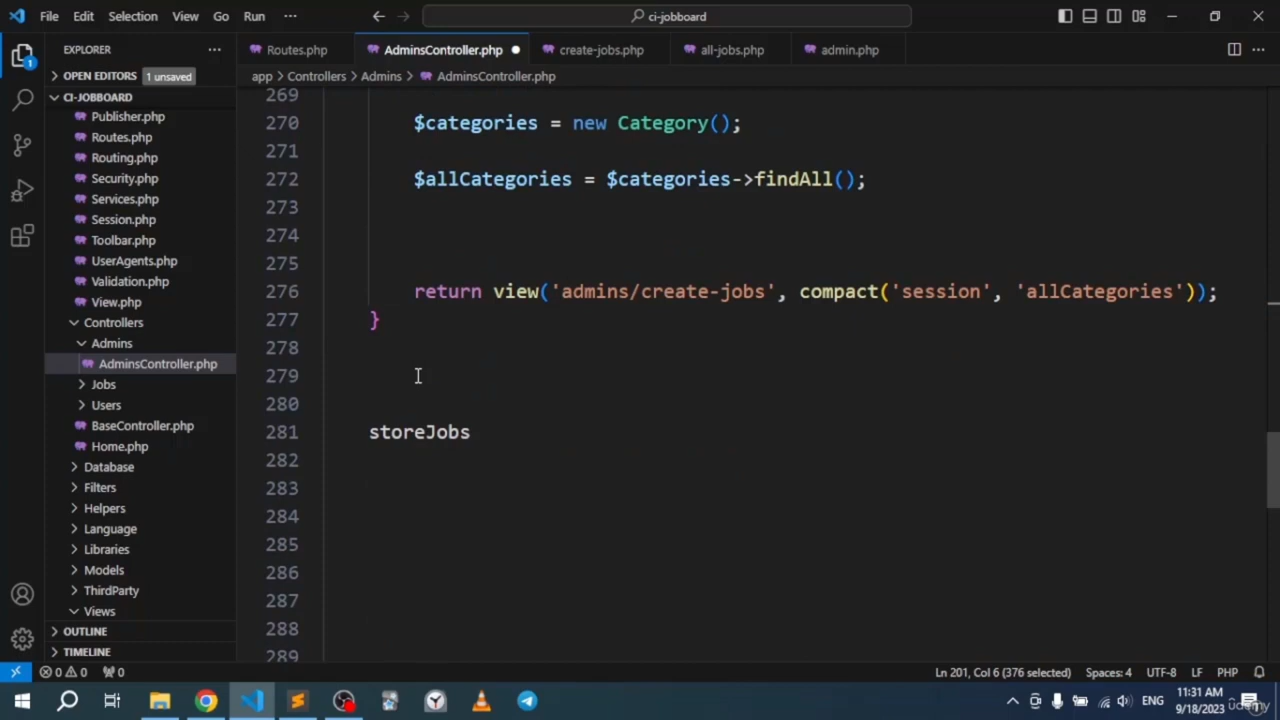 File Edit Selection View Go Run ··· ci-jobboard
EXPLORER ···
Routes.php AdminsController.php create-jobs.php all-jobs.php admin.php
OPEN EDITORS 1 unsaved
app > Controllers > Admins > AdminsController.php
CI-JOBBOARD
Publisher.php
Routes.php
Routing.php
Security.php
Services.php
Session.php
Toolbar.php
UserAgents.php
Validation.php
View.php
Controllers
Admins
AdminsController.php
Jobs
Users
BaseController.php
Home.php
Database
Filters
Helpers
Language
Libraries
Models
ThirdParty
Views
OUTLINE
TIMELINE
269
270 $categories = new Category();
271
272 $allCategories = $categories->findAll();
273
274
275
276 return view('admins/create-jobs', compact('session', 'allCategories'));
277 }
278
279
280
281 storeJobs
282
283
284
285
286
287
288
289
0 0 0 Ln 201, Col 6 (376 selected) Spaces: 4 UTF-8 LF PHP
ENG 11:31 AM
9/18/2023
udemy